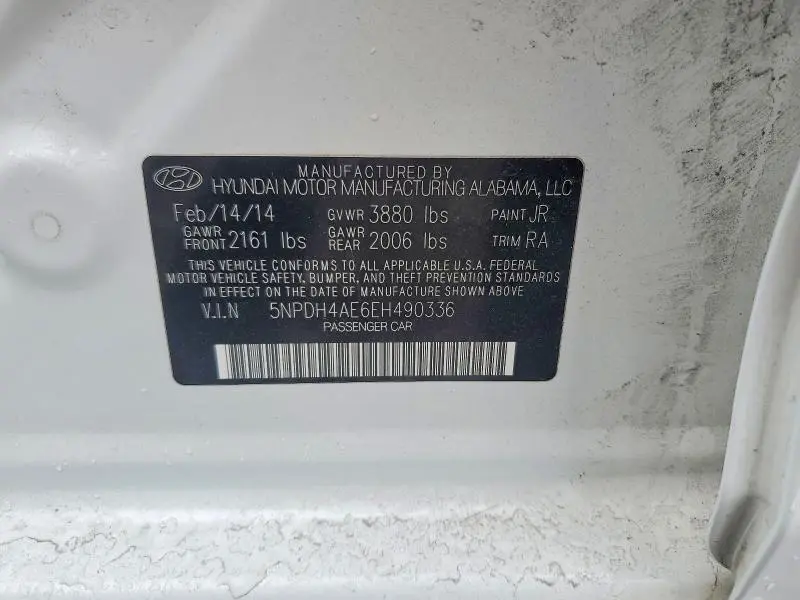 MANUFACTURED BY
HYUNDAI MOTOR MANUFACTURING ALABAMA, LLC
Feb/14/14 GVWR 3880 lbs PAINT JR
GAWR FRONT 2161 lbs GAWR REAR 2006 lbs TRIM RA
THIS VEHICLE CONFORMS TO ALL APPLICABLE U.S.A. FEDERAL
MOTOR VEHICLE SAFETY, BUMPER, AND THEFT PREVENTION STANDARDS
IN EFFECT ON THE DATE OF MANUFACTURE SHOWN ABOVE
V.I.N 5NPDH4AE6EH490336
PASSENGER CAR